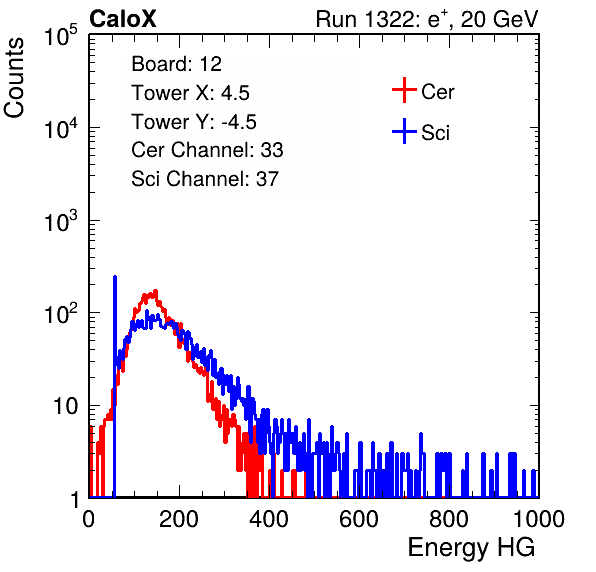 CaloX Run 1322: e⁺, 20 GeV
Counts
10⁵
10⁴
10³
10²
10
1
Board: 12
Tower X: 4.5
Tower Y: -4.5
Cer Channel: 33
Sci Channel: 37
Cer
Sci
0 200 400 600 800 1000
Energy HG